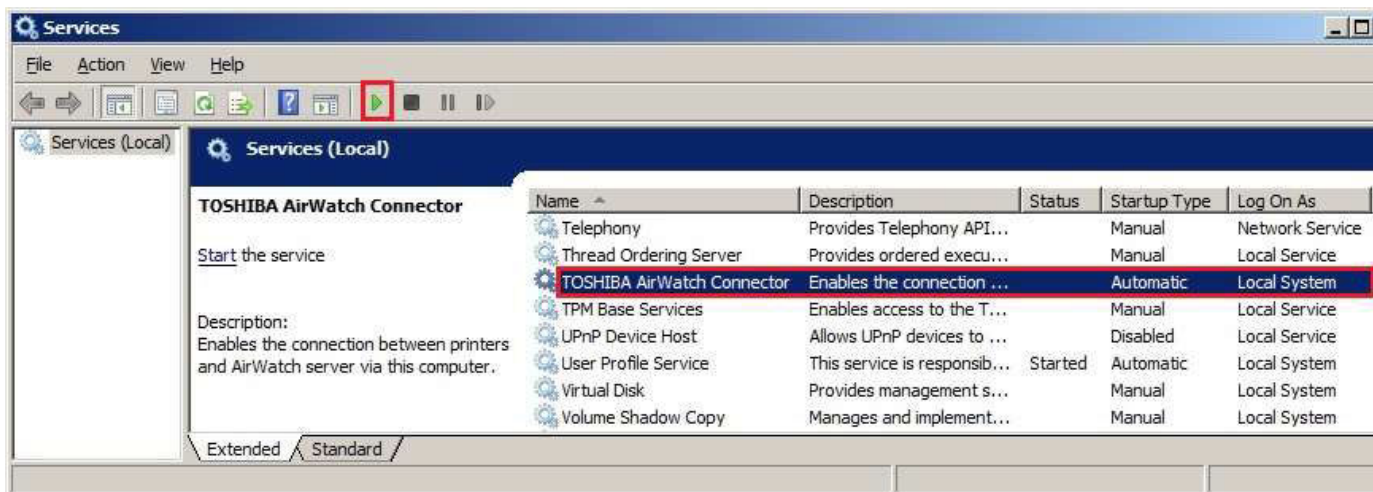 Services
File Action View Help
Services (Local)
Services (Local)
TOSHIBA AirWatch Connector
Start the service
Description:
Enables the connection between printers
and AirWatch server via this computer.
Name Description Status Startup Type Log On As
Telephony Provides Telephony API... Manual Network Service
Thread Ordering Server Provides ordered execu... Manual Local Service
TOSHIBA AirWatch Connector Enables the connection ... Automatic Local System
TPM Base Services Enables access to the T... Manual Local Service
UPnP Device Host Allows UPnP devices to ... Disabled Local Service
User Profile Service This service is responsib... Started Automatic Local System
Virtual Disk Provides management s... Manual Local System
Volume Shadow Copy Manages and implement... Manual Local System
Extended Standard